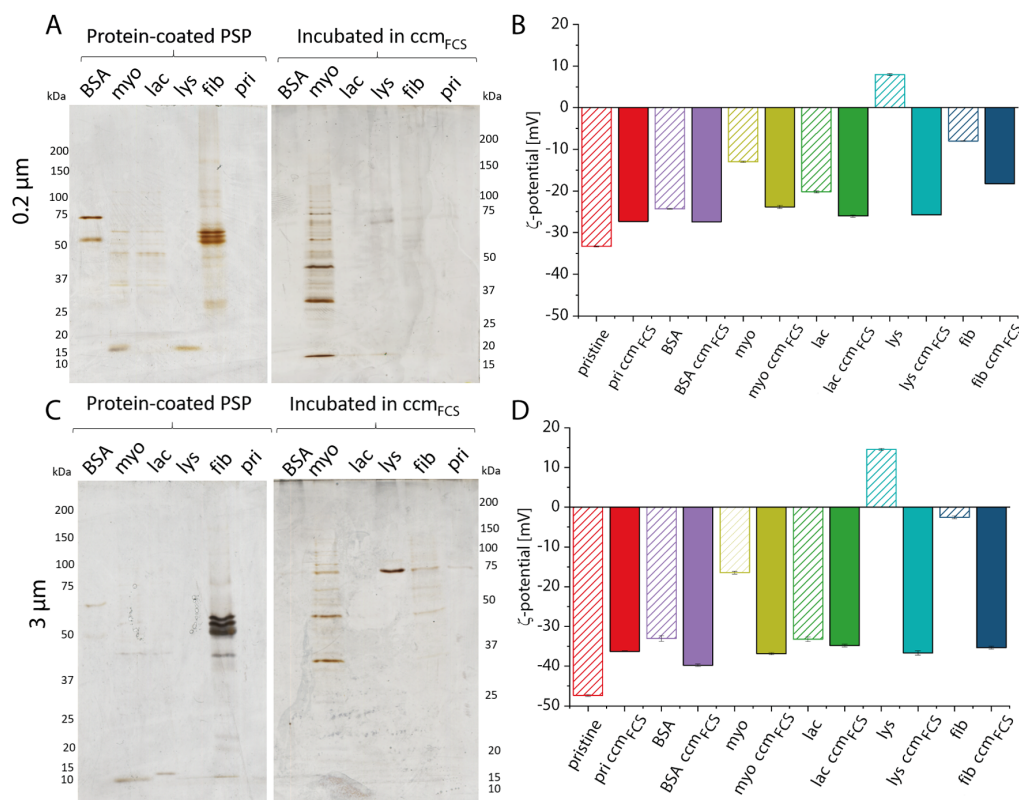 A
Protein-coated PSP
Incubated in ccmFCS
BSA myo lac lys fib pri
BSA myo lac lys fib pri
kDa
kDa
0.2 µm
200
150
100
75
50
37
25
20
15
10
200
150
100
75
50
37
25
20
15
B
ζ-potential [mV]
20
10
0
-10
-20
-30
-40
-50
pristine
pri ccmFCS
BSA
BSA ccmFCS
myo
myo ccmFCS
lac
lac ccmFCS
lys
lys ccmFCS
fib
fib ccmFCS
C
Protein-coated PSP
Incubated in ccmFCS
BSA myo lac lys fib pri
BSA myo lac lys fib pri
kDa
kDa
3 µm
200
150
100
75
50
37
25
20
15
10
200
150
100
75
50
37
25
20
15
10
D
ζ-potential [mV]
20
10
0
-10
-20
-30
-40
-50
pristine
pri ccmFCS
BSA
BSA ccmFCS
myo
myo ccmFCS
lac
lac ccmFCS
lys
lys ccmFCS
fib
fib ccmFCS